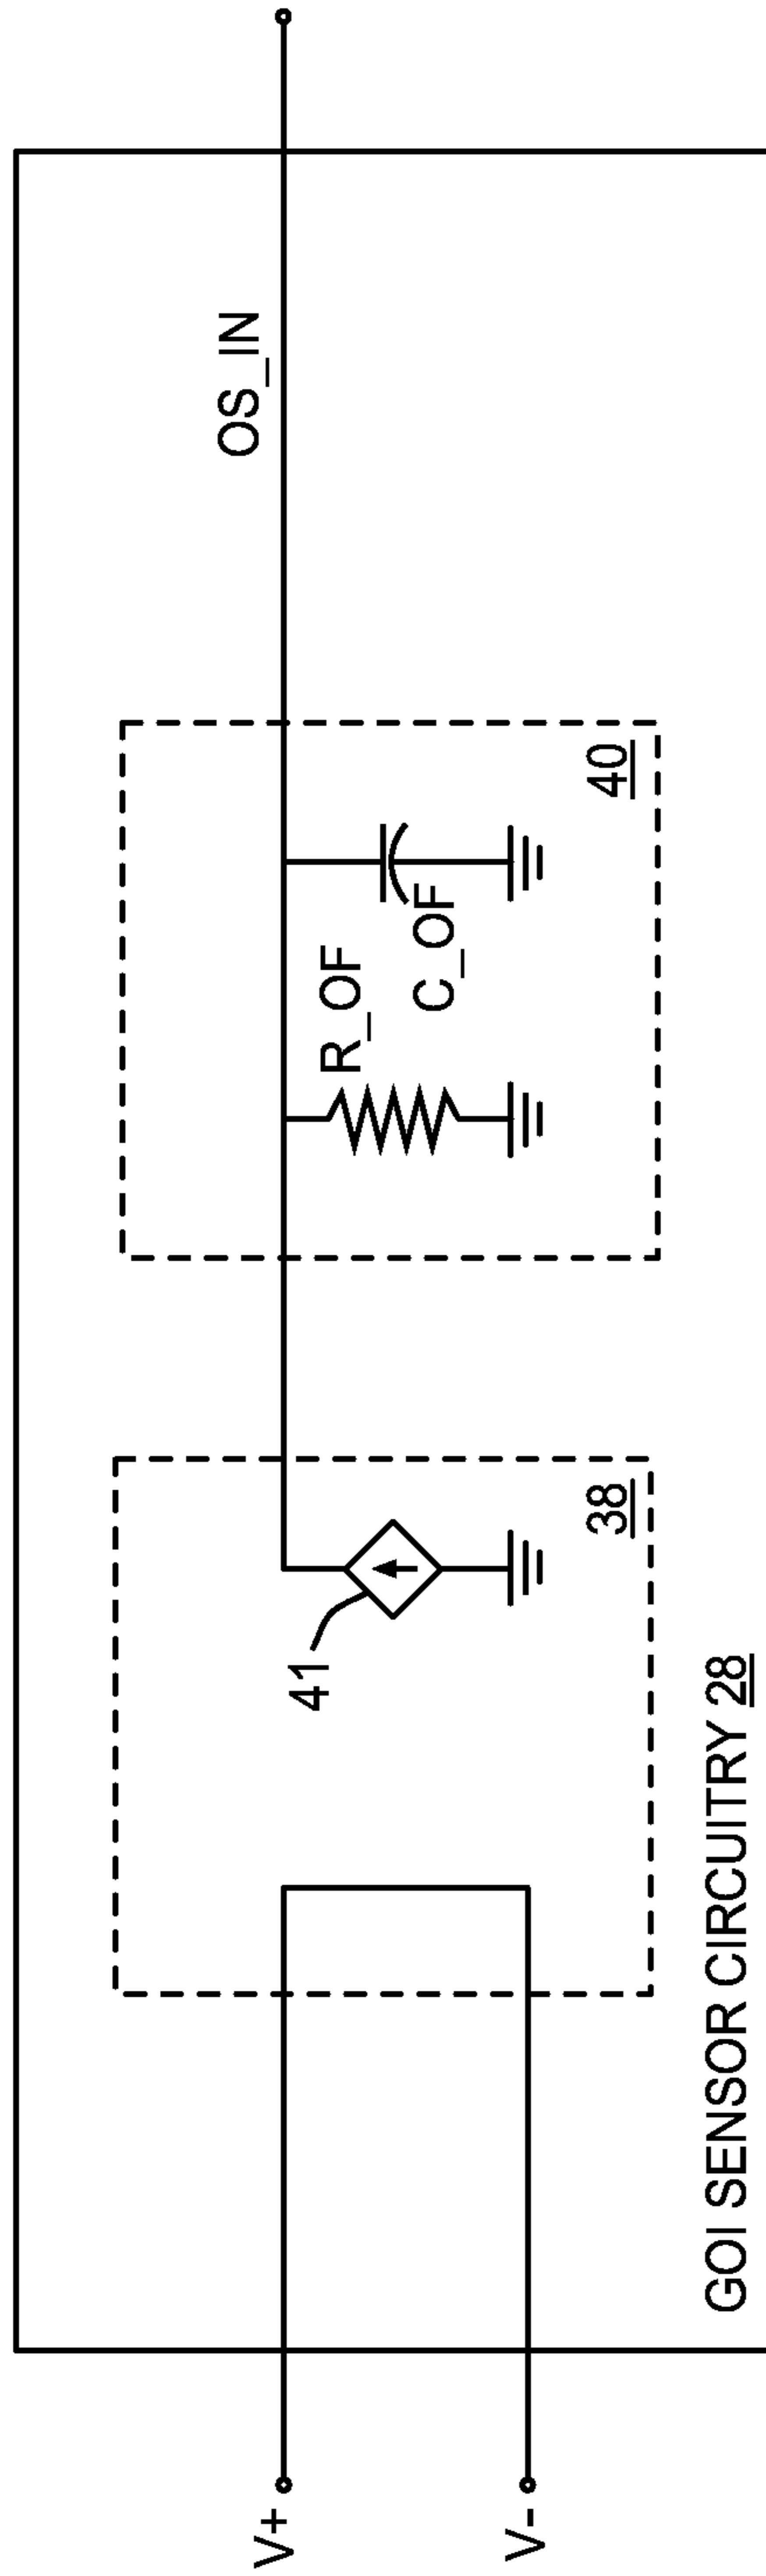 V+
V-
41
38
R_OF
C_OF
40
OS_IN
GOI SENSOR CIRCUITRY 28